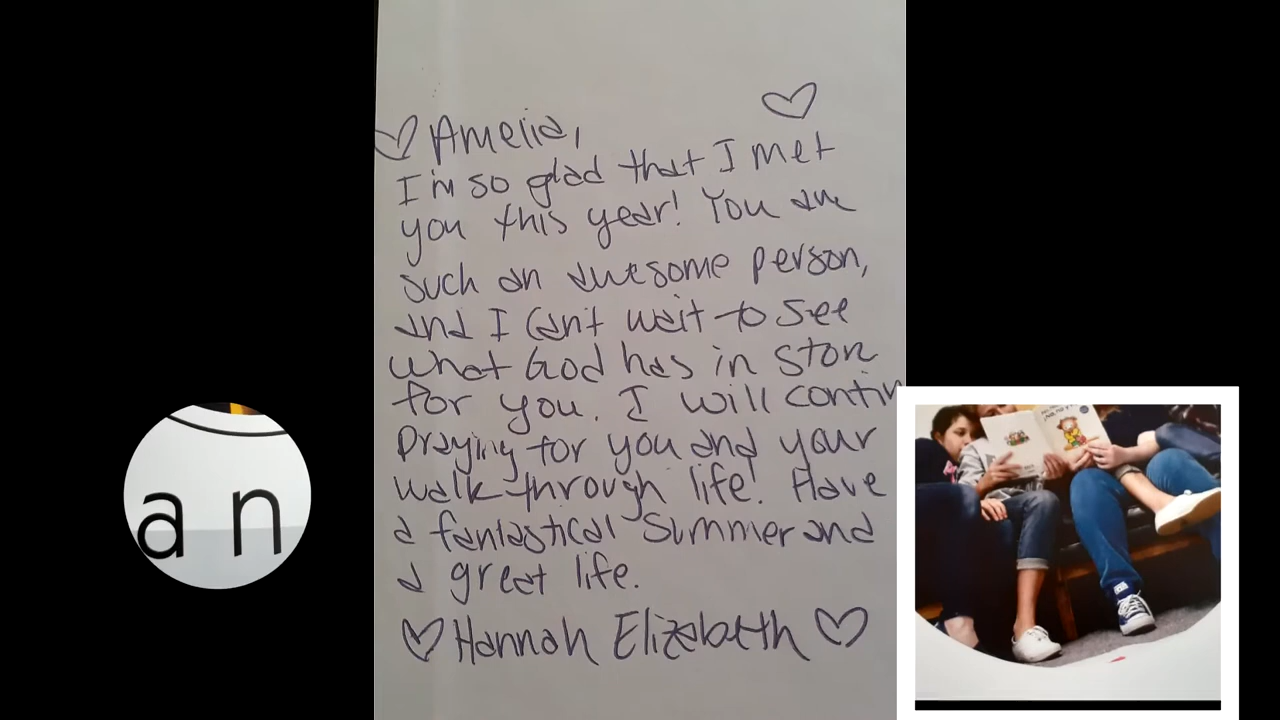 Amelia,
I'm so glad that I met
you this year! You are
such an awesome person,
and I can't wait to see
what God has in store
for you. I will contin
praying for you and your
walk through life! Have
a fantastical summer and
a great life.
Hannah Elizabeth
an